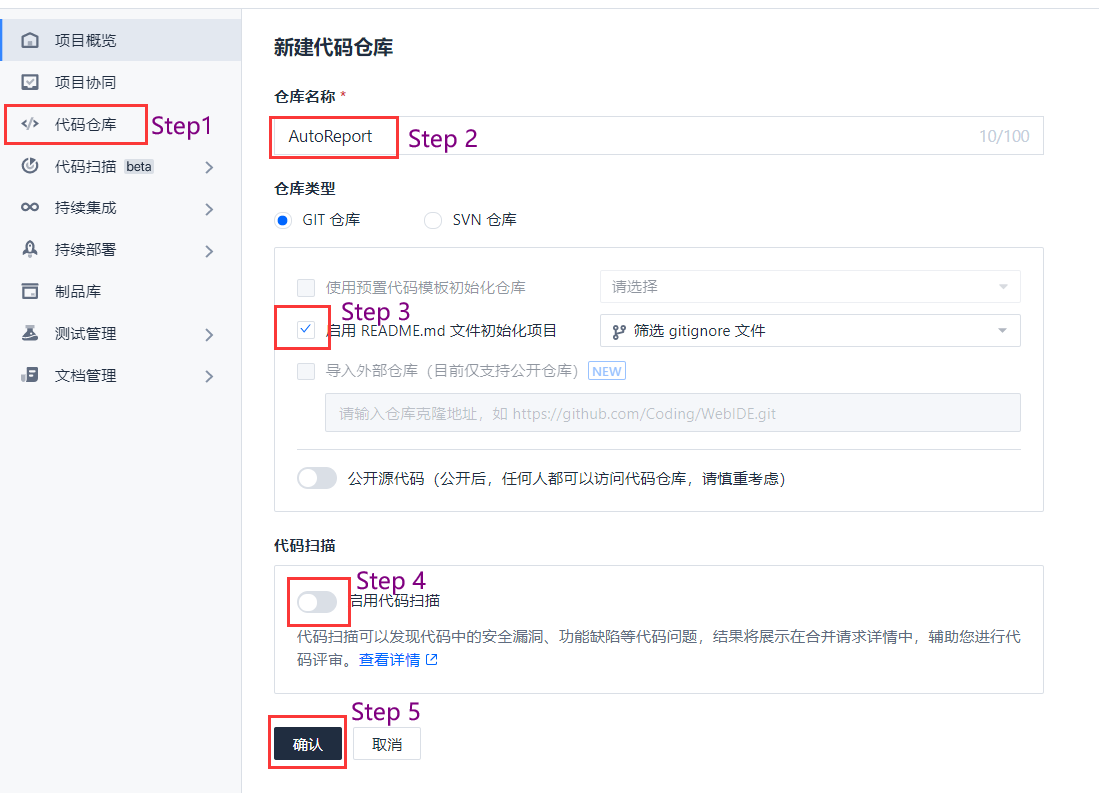 项目概览
项目协同
代码仓库 Step1
代码扫描 beta
持续集成
持续部署
制品库
测试管理
文档管理
新建代码仓库
仓库名称 *
AutoReport Step 2 10/100
仓库类型
GIT 仓库 SVN 仓库
使用预置代码模板初始化仓库 请选择
Step 3
启用 README.md 文件初始化项目 筛选 gitignore 文件
导入外部仓库（目前仅支持公开仓库） NEW
请输入仓库克隆地址，如 https://github.com/Coding/WebIDE.git
公开源代码（公开后，任何人都可以访问代码仓库，请慎重考虑）
代码扫描
Step 4
启用代码扫描
代码扫描可以发现代码中的安全漏洞、功能缺陷等代码问题，结果将展示在合并请求详情中，辅助您进行代
码评审。查看详情
Step 5
确认 取消